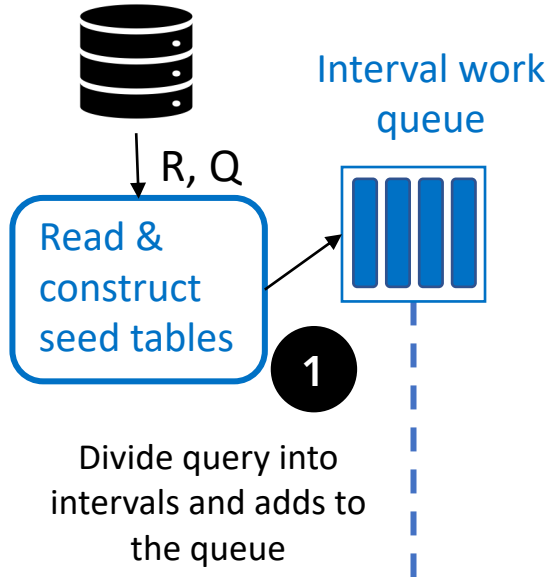 Interval work
queue
R, Q
Read &
construct
seed tables
1
Divide query into
intervals and adds to
the queue